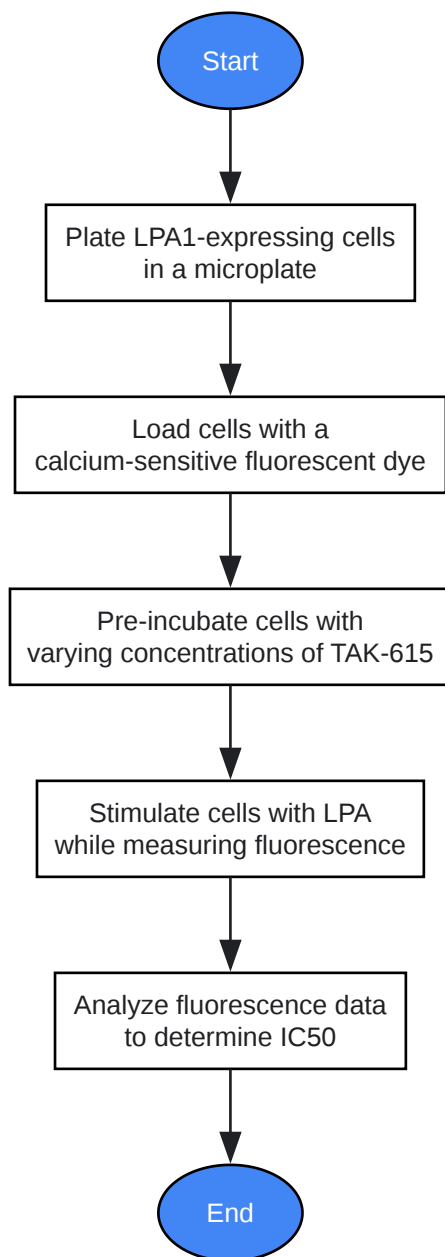 Start
Plate LPA1-expressing cells
in a microplate
Load cells with a
calcium-sensitive fluorescent dye
Pre-incubate cells with
varying concentrations of TAK-615
Stimulate cells with LPA
while measuring fluorescence
Analyze fluorescence data
to determine IC50
End